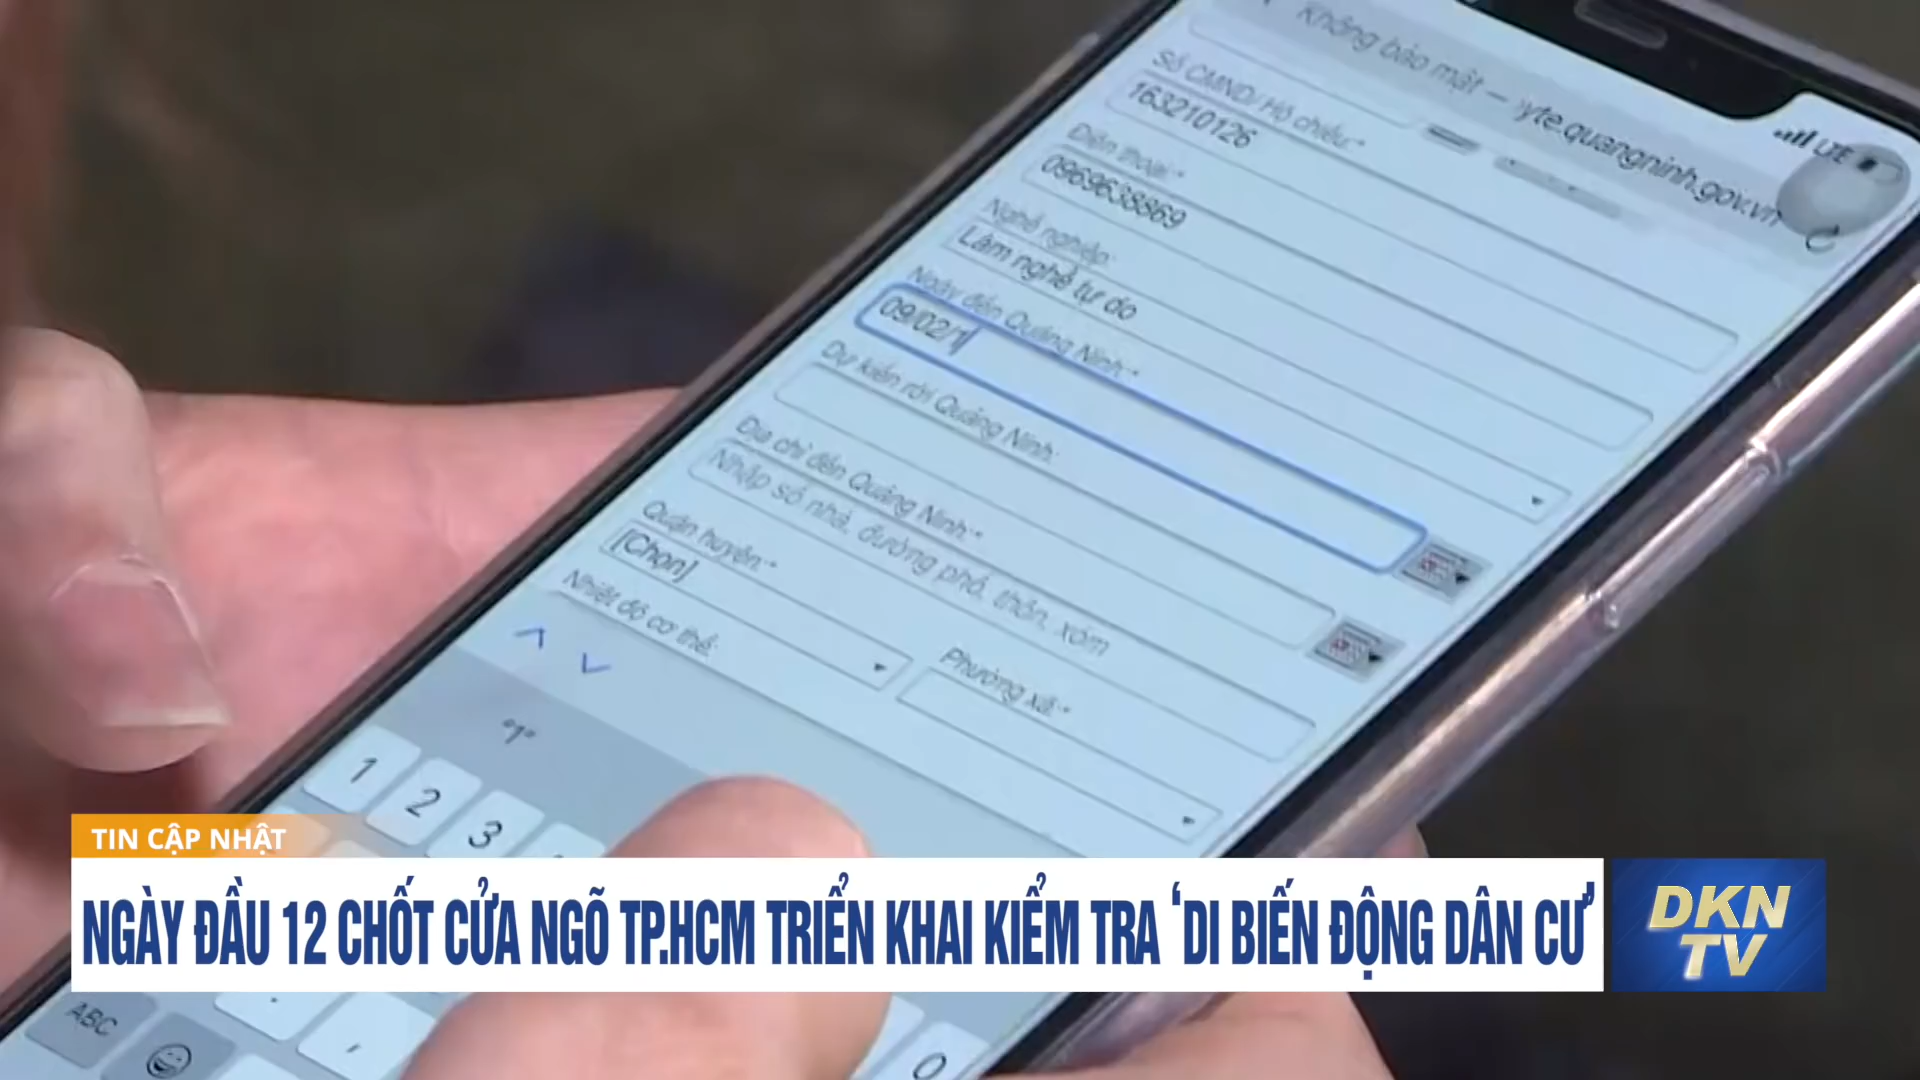 Không bảo mật — yte.quangninh.gov.vn
LTE
Số CMND/ Hộ chiếu:*
163210126
Điện thoại:*
0969638869
Nghề nghiệp:
Làm nghề tự do
Ngày đến Quảng Ninh:*
09/02/1
Dự kiến rời Quảng Ninh:
Địa chỉ đến Quảng Ninh:*
Nhập số nhà, đường phố, thôn, xóm
Quận huyện:*
[Chọn]
Phường xã:*
Nhiệt độ cơ thể:
"1"
1 2 3
TIN CẬP NHẬT
NGÀY ĐẦU 12 CHỐT CỬA NGÕ TP.HCM TRIỂN KHAI KIỂM TRA ‘DI BIẾN ĐỘNG DÂN CƯ’
DKN
TV
ABC
. , 0